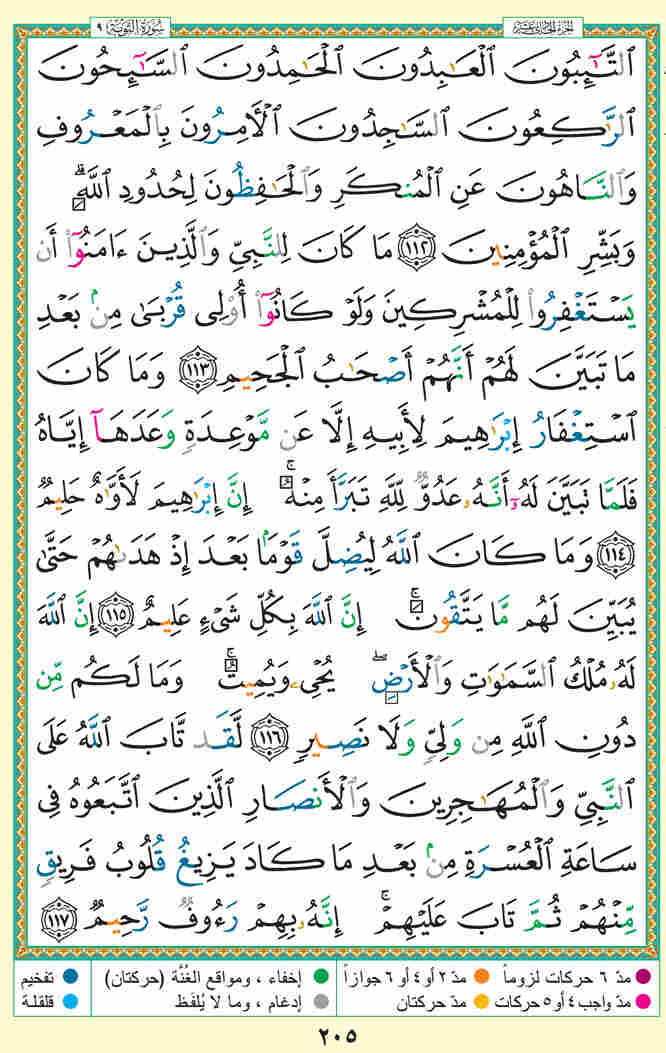 الجزء الحادي عشر سُورَةُ التَّوْبَةِ ٩
ٱلتَّٰٓئِبُونَ ٱلْعَٰبِدُونَ ٱلْحَٰمِدُونَ ٱلسَّٰٓئِحُونَ
ٱلرَّٰكِعُونَ ٱلسَّٰجِدُونَ ٱلْأٓمِرُونَ بِٱلْمَعْرُوفِ
وَٱلنَّاهُونَ عَنِ ٱلْمُنكَرِ وَٱلْحَٰفِظُونَ لِحُدُودِ ٱللَّهِۗ
وَبَشِّرِ ٱلْمُؤْمِنِينَ ١١٢ مَا كَانَ لِلنَّبِيِّ وَٱلَّذِينَ ءَامَنُوٓا۟ أَن
يَسْتَغْفِرُوا۟ لِلْمُشْرِكِينَ وَلَوْ كَانُوٓا۟ أُو۟لِى قُرْبَىٰ مِنۢ بَعْدِ
مَا تَبَيَّنَ لَهُمْ أَنَّهُمْ أَصْحَٰبُ ٱلْجَحِيمِ ١١٣ وَمَا كَانَ
ٱسْتِغْفَارُ إِبْرَٰهِيمَ لِأَبِيهِ إِلَّا عَن مَّوْعِدَةٍ وَعَدَهَآ إِيَّاهُ
فَلَمَّا تَبَيَّنَ لَهُۥٓ أَنَّهُۥ عَدُوٌّ لِّلَّهِ تَبَرَّأَ مِنْهُۚ إِنَّ إِبْرَٰهِيمَ لَأَوَّٰهٌ حَلِيمٌ
١١٤ وَمَا كَانَ ٱللَّهُ لِيُضِلَّ قَوْمًۢا بَعْدَ إِذْ هَدَىٰهُمْ حَتَّىٰ
يُبَيِّنَ لَهُم مَّا يَتَّقُونَۚ إِنَّ ٱللَّهَ بِكُلِّ شَىْءٍ عَلِيمٌ ١١٥ إِنَّ ٱللَّهَ
لَهُۥ مُلْكُ ٱلسَّمَٰوَٰتِ وَٱلْأَرْضِۖ يُحْىِۦ وَيُمِيتُۚ وَمَا لَكُم مِّن
دُونِ ٱللَّهِ مِن وَلِىٍّ وَلَا نَصِيرٍ ١١٦ لَّقَد تَّابَ ٱللَّهُ عَلَى
ٱلنَّبِيِّ وَٱلْمُهَٰجِرِينَ وَٱلْأَنصَارِ ٱلَّذِينَ ٱتَّبَعُوهُ فِى
سَاعَةِ ٱلْعُسْرَةِ مِنۢ بَعْدِ مَا كَادَ يَزِيغُ قُلُوبُ فَرِيقٍ
مِّنْهُمْ ثُمَّ تَابَ عَلَيْهِمْۚ إِنَّهُۥ بِهِمْ رَءُوفٌ رَّحِيمٌ ١١٧
مدّ ٦ حركات لزوماً مدّ ٢ أو ٤ أو ٦ جوازاً إخفاء ، ومواقع الغُنَّة (حركتان) تفخيم
مدّ واجب ٤ أو ٥ حركات مدّ حركتان إدغام ، وما لا يُلفَظ قلقلة
٢٠٥